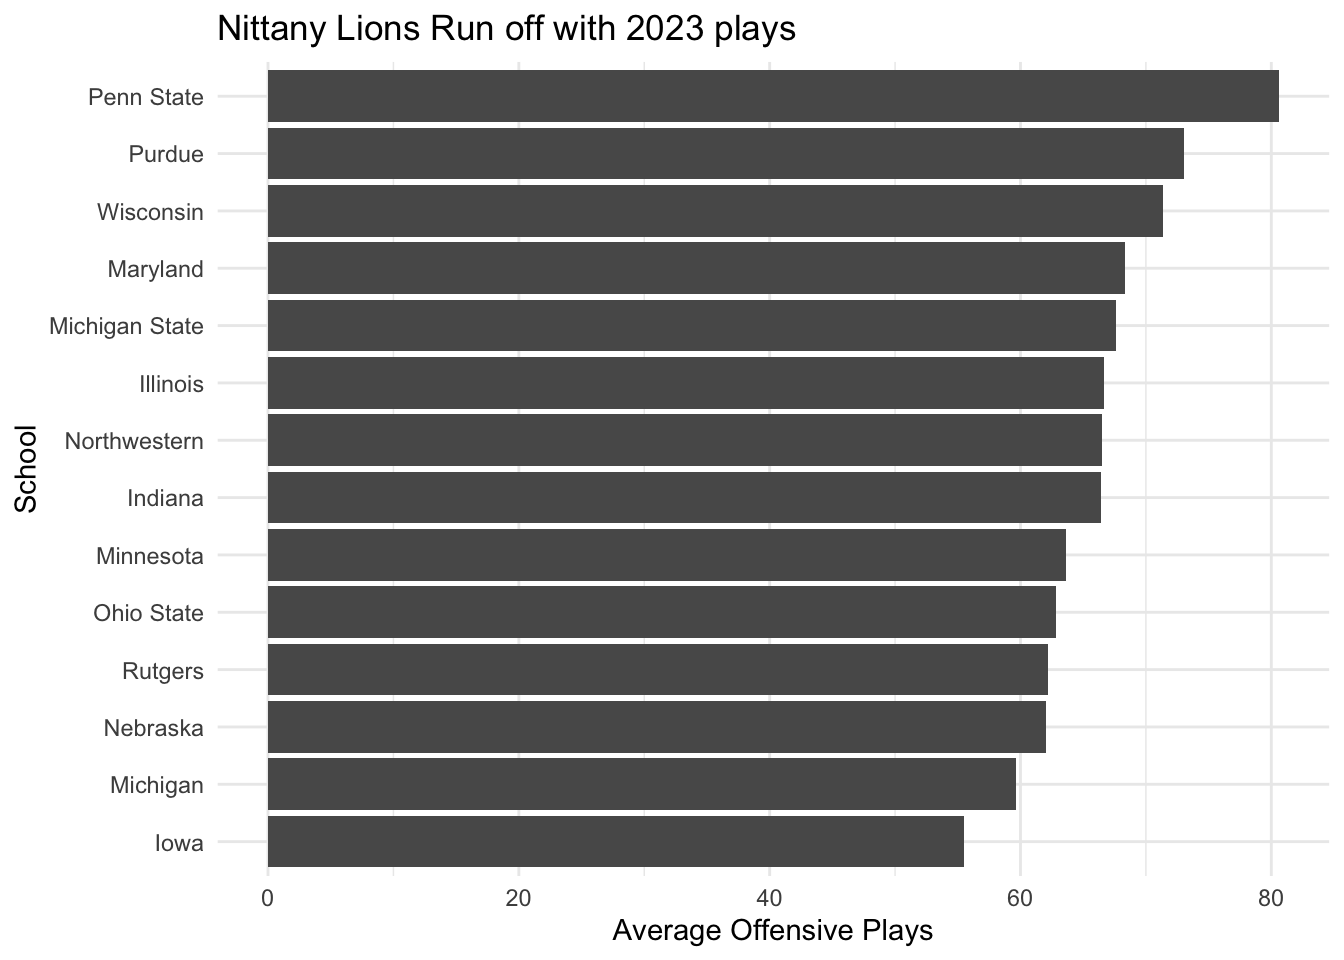 Nittany Lions Run off with 2023 plays
School
Penn State
Purdue
Wisconsin
Maryland
Michigan State
Illinois
Northwestern
Indiana
Minnesota
Ohio State
Rutgers
Nebraska
Michigan
Iowa
0 20 40 60 80
Average Offensive Plays